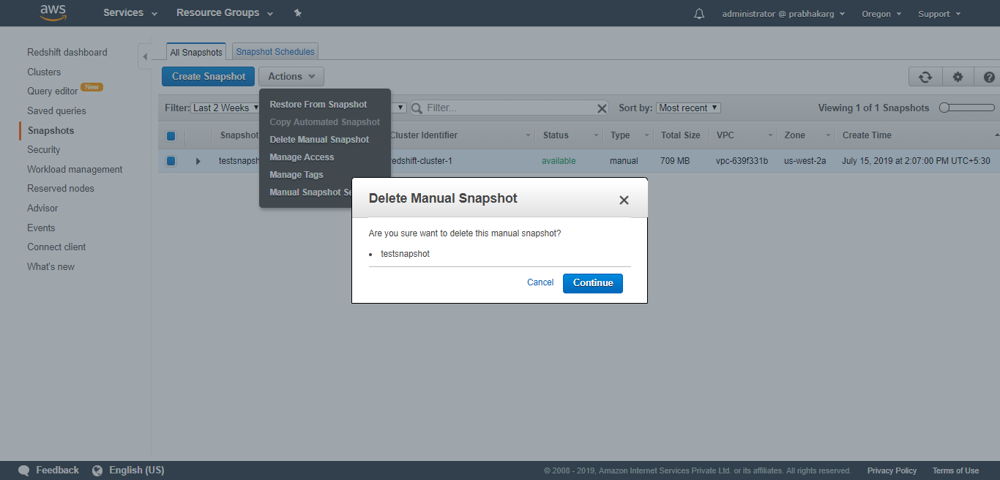 aws Services Resource Groups administrator @ prabhakarg Oregon Support
Redshift dashboard
Clusters
Query editor New
Saved queries
Snapshots
Security
Workload management
Reserved nodes
Advisor
Events
Connect client
What's new
All Snapshots Snapshot Schedules
Create Snapshot Actions
Filter: Last 2 Weeks Filter... Sort by: Most recent Viewing 1 of 1 Snapshots
Restore From Snapshot
Copy Automated Snapshot
Delete Manual Snapshot
Manage Access
Manage Tags
Manual Snapshot Se
Snapshot Cluster Identifier Status Type Total Size VPC Zone Create Time
testsnapsh redshift-cluster-1 available manual 709 MB vpc-639f331b us-west-2a July 15, 2019 at 2:07:00 PM UTC+5:30
Delete Manual Snapshot
Are you sure want to delete this manual snapshot?
• testsnapshot
Cancel Continue
Feedback English (US) © 2008 - 2019, Amazon Internet Services Private Ltd. or its affiliates. All rights reserved. Privacy Policy Terms of Use